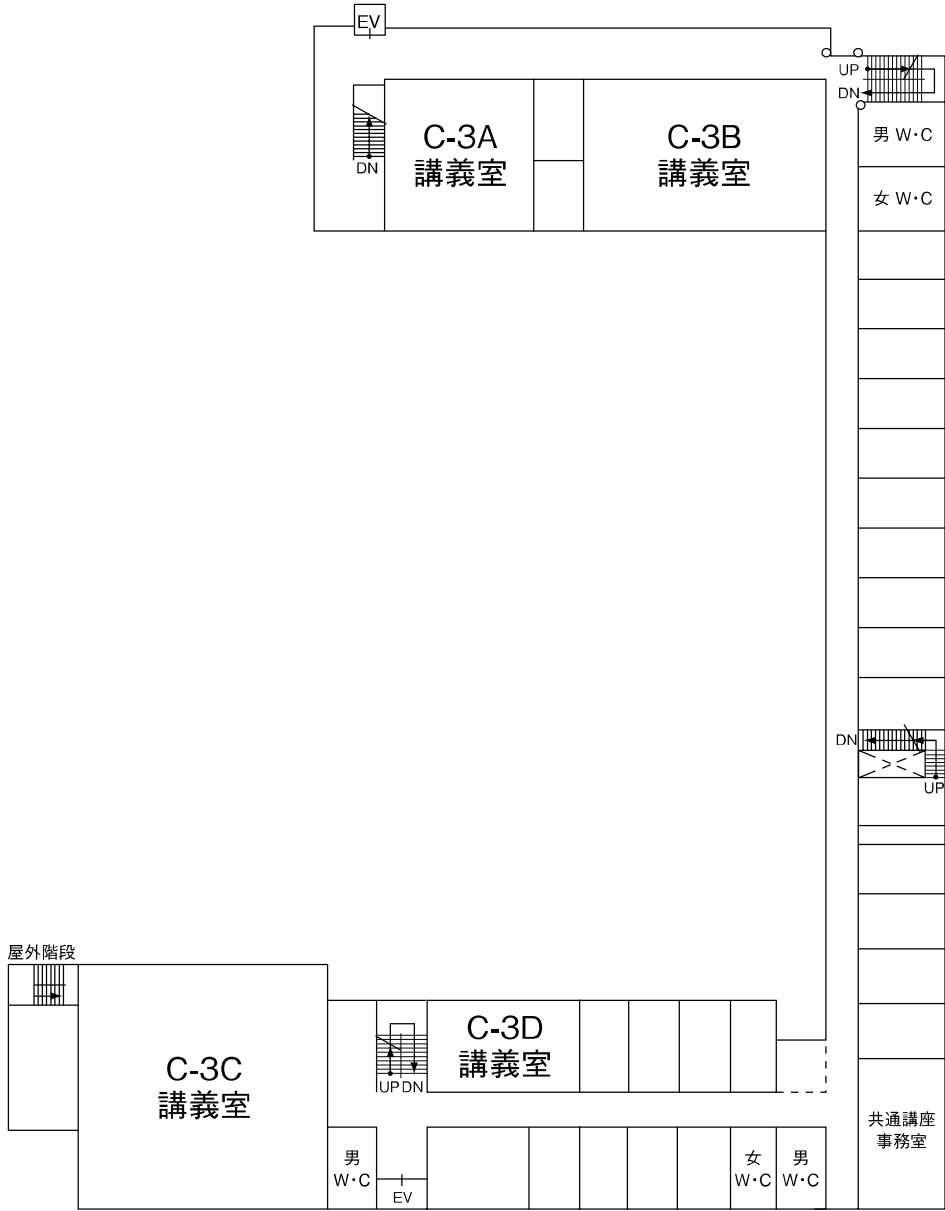 EV
UP
DN
DN
C-3A
講義室
C-3B
講義室
男 W・C
女 W・C
DN
UP
屋外階段
C-3C
講義室
UP DN
C-3D
講義室
男
W・C
EV
女
W・C
男
W・C
共通講座
事務室